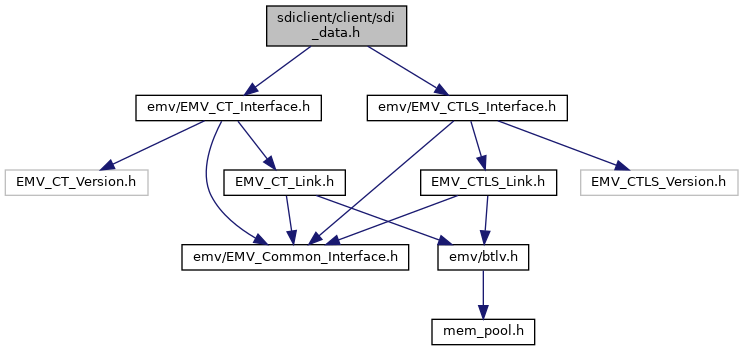 sdiclient/client/sdi
_data.h
emv/EMV_CT_Interface.h
emv/EMV_CTLS_Interface.h
EMV_CT_Version.h
EMV_CT_Link.h
EMV_CTLS_Link.h
EMV_CTLS_Version.h
emv/EMV_Common_Interface.h
emv/btlv.h
mem_pool.h